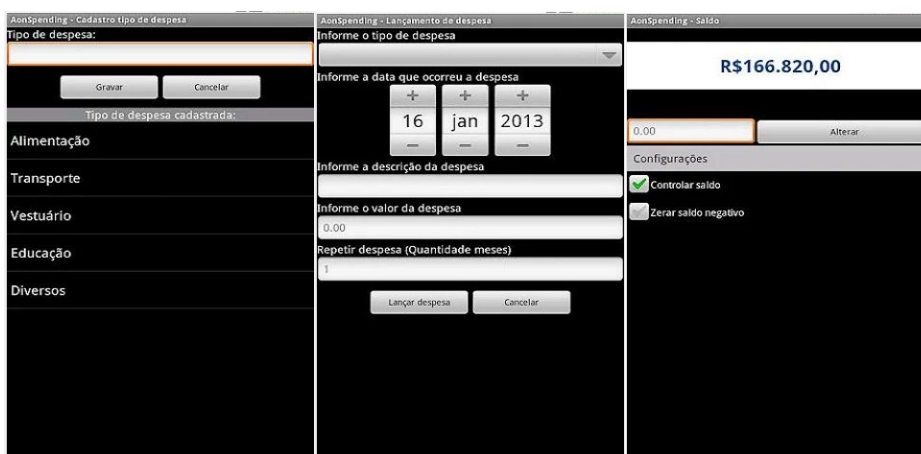 AonSpending - Cadastro tipo de despesa
Tipo de despesa:
Gravar
Cancelar
Tipo de despesa cadastrada:
Alimentação
Transporte
Vestuário
Educação
Diversos
AonSpending - Lançamento de despesa
Informe o tipo de despesa
Informe a data que ocorreu a despesa
+ + +
16 jan 2013
− − −
Informe a descrição da despesa
Informe o valor da despesa
0.00
Repetir despesa (Quantidade meses)
1
Lançar despesa
Cancelar
AonSpending - Saldo
R$166.820,00
0.00
Alterar
Configurações
Controlar saldo
Zerar saldo negativo